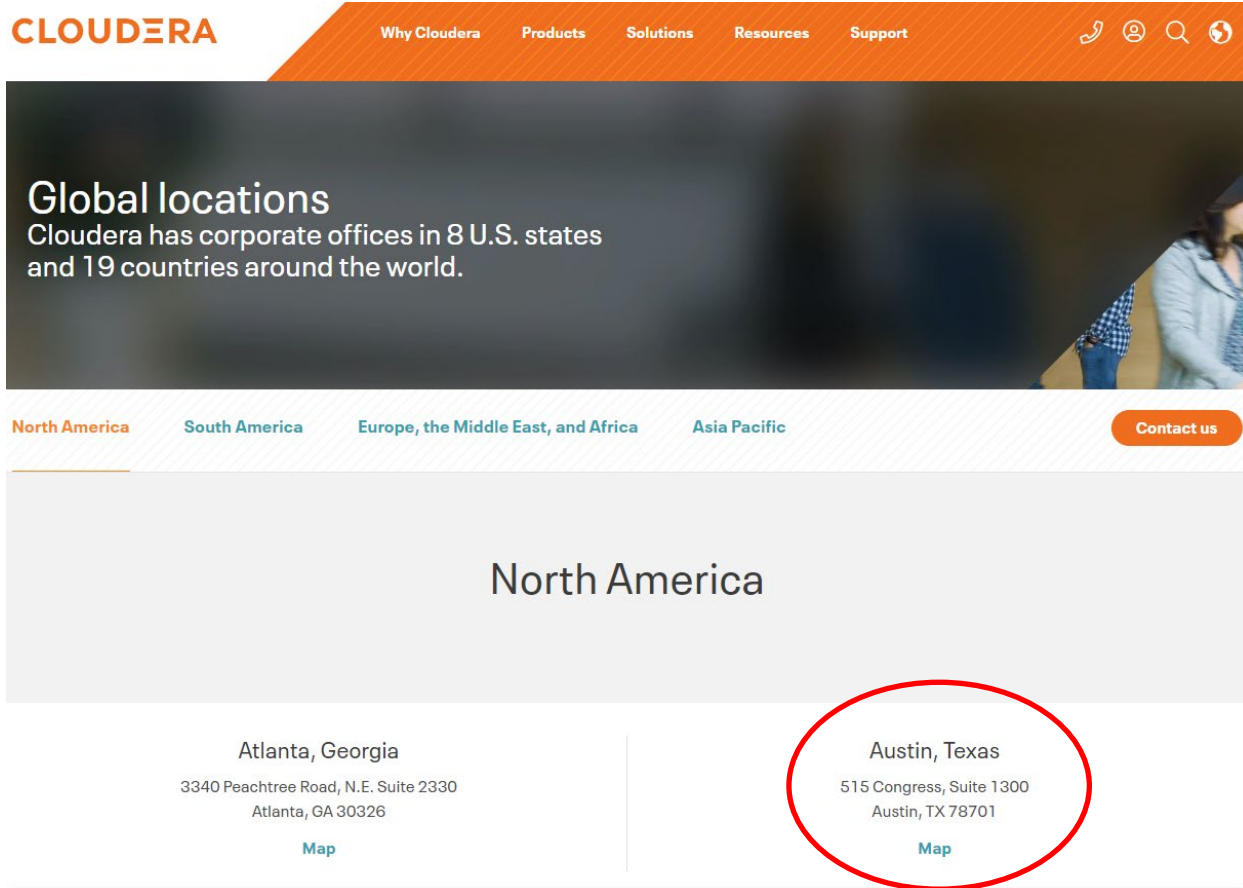 CLOUDERA
Why Cloudera Products Solutions Resources Support
Global locations
Cloudera has corporate offices in 8 U.S. states
and 19 countries around the world.
North America South America Europe, the Middle East, and Africa Asia Pacific Contact us
North America
Atlanta, Georgia
3340 Peachtree Road, N.E. Suite 2330
Atlanta, GA 30326
Map
Austin, Texas
515 Congress, Suite 1300
Austin, TX 78701
Map